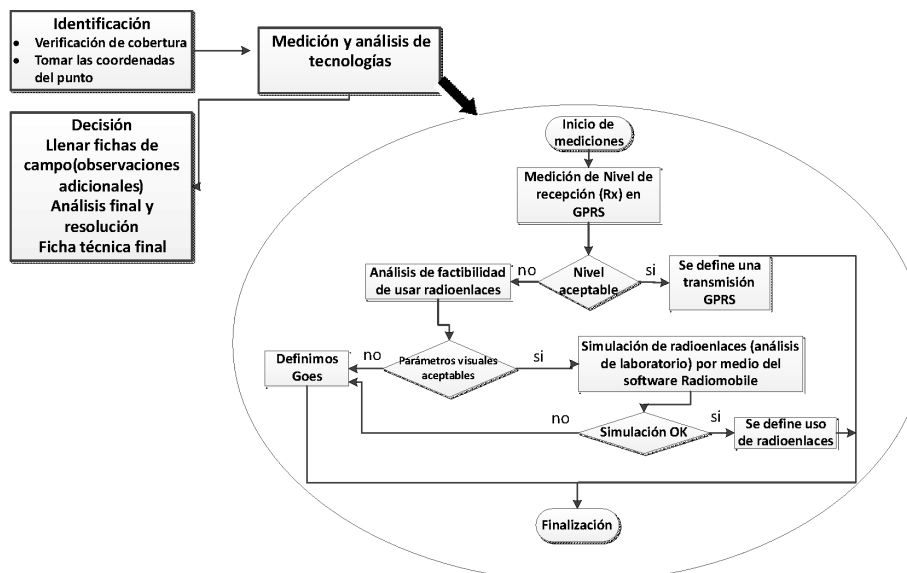 Identificación
• Verificación de cobertura
• Tomar las coordenadas
del punto
Medición y análisis de
tecnologías
Decisión
Llenar fichas de
campo(observaciones
adicionales)
Análisis final y
resolución
Ficha técnica final
Inicio de
mediciones
Medición de Nivel de
recepción (Rx) en
GPRS
Nivel
aceptable
no
si
Análisis de factibilidad
de usar radioenlaces
Se define una
transmisión
GPRS
Parámetros visuales
aceptables
no
si
Definimos
Goes
Simulación de radioenlaces (análisis
de laboratorio) por medio del
software Radiomobile
Simulación OK
no
si
Se define uso
de radioenlaces
Finalización